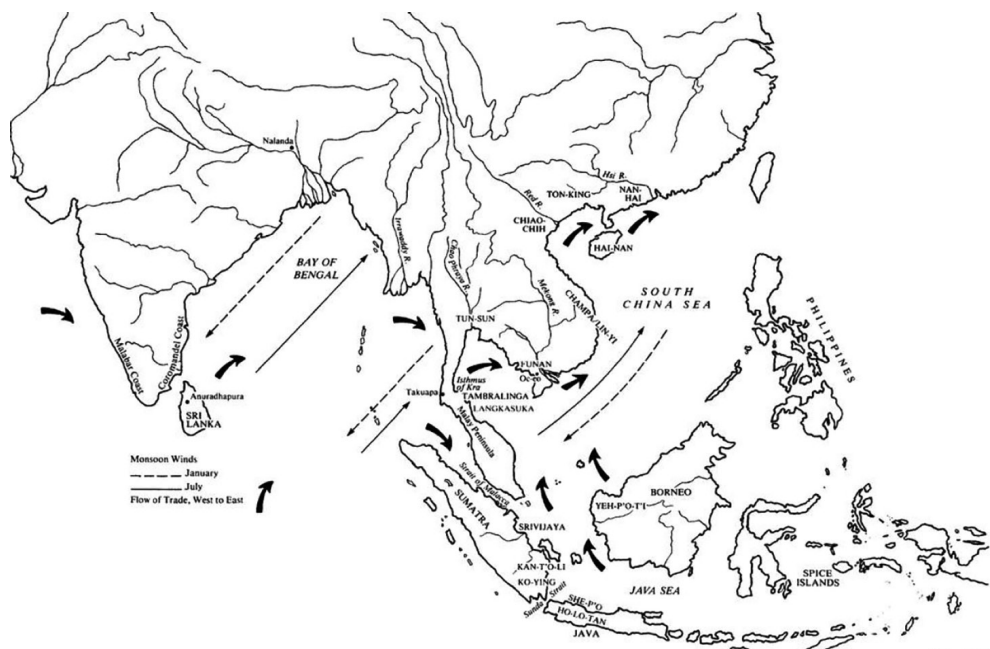 Nalanda
Hsi R.
TON-KING
NAN-
HAI
Red R.
CHIAO-
CHIH
HAI-NAN
Irrawaddy R.
Chao Phraya R.
Mekong R.
BAY OF
BENGAL
SOUTH
CHINA SEA
CHAMPA/LIN-YI
PHILIPPINES
TUN-SUN
Malabar Coast
Coromandel Coast
FUNAN
Oc-eo
Isthmus
of Kra
Takuapa
TAMBRALINGA
LANGKASUKA
Anuradhapura
SRI
LANKA
Malay Peninsula
Monsoon Winds
January
July
Flow of Trade, West to East
Strait of Malacca
SUMATRA
BORNEO
YEH-P'O-T'I
SRIVIJAYA
KAN-T'O-LI
KO-YING
SPICE
ISLANDS
JAVA SEA
Sunda Strait
SHE-P'O
HO-LO-TAN
JAVA